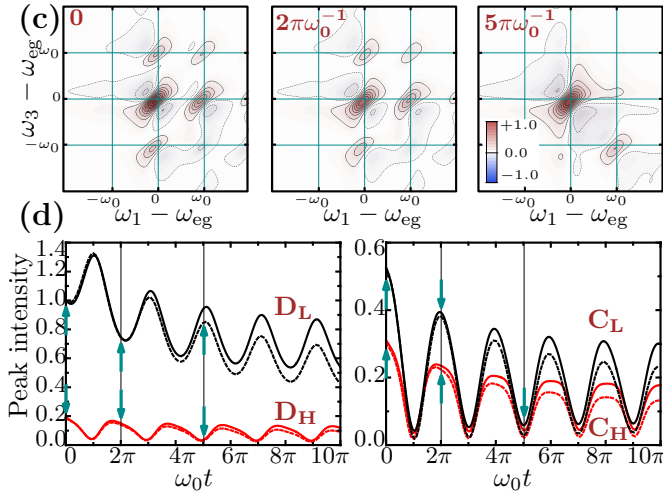 (c) 0 2πω₀⁻¹ 5πω₀⁻¹
ω₃ − ω_eg
ω₀
0
−ω₀
+1.0
0.0
−1.0
−ω₀ 0 ω₀ −ω₀ 0 ω₀ −ω₀ 0 ω₀
ω₁ − ω_eg ω₁ − ω_eg ω₁ − ω_eg
(d)
Peak intensity
1.4
1.2
1.0
0.8
0.6
0.4
0.2
0.0
D_L
D_H
0 2π 4π 6π 8π 10π
ω₀t
0.6
0.4
0.2
0.0
C_L
C_H
0 2π 4π 6π 8π 10π
ω₀t